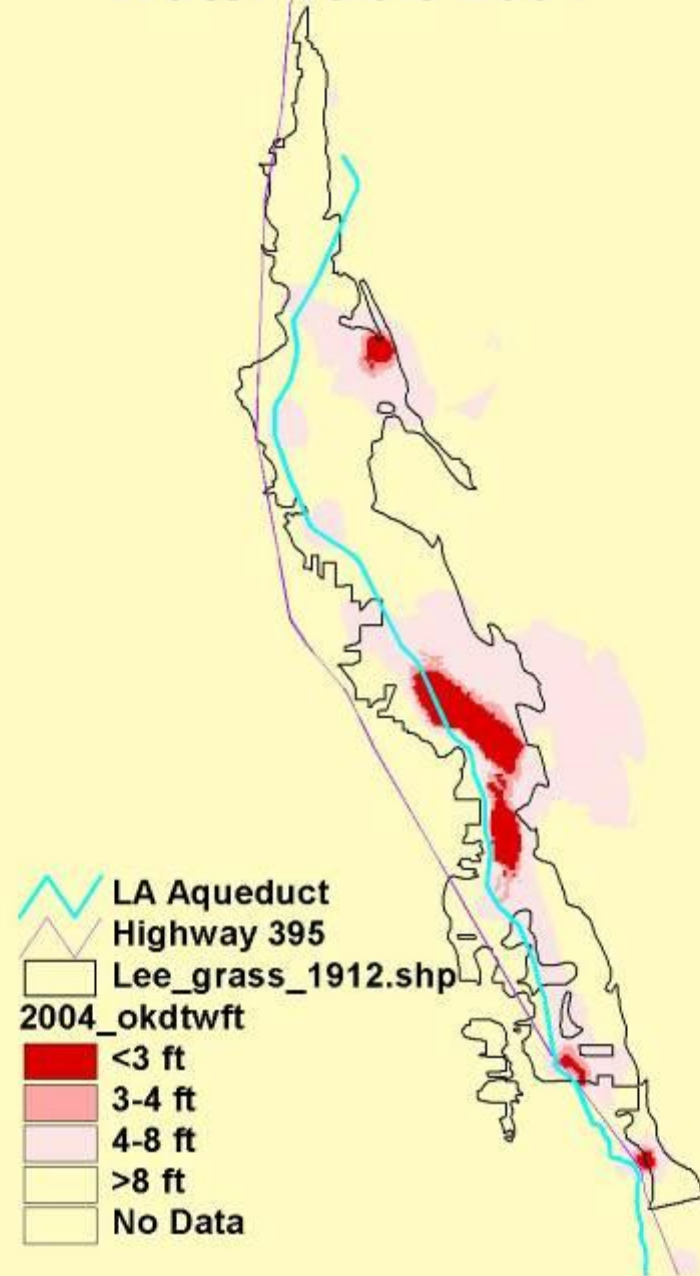 LA Aqueduct
Highway 395
Lee_grass_1912.shp
2004_okdtwft
<3 ft
3-4 ft
4-8 ft
>8 ft
No Data